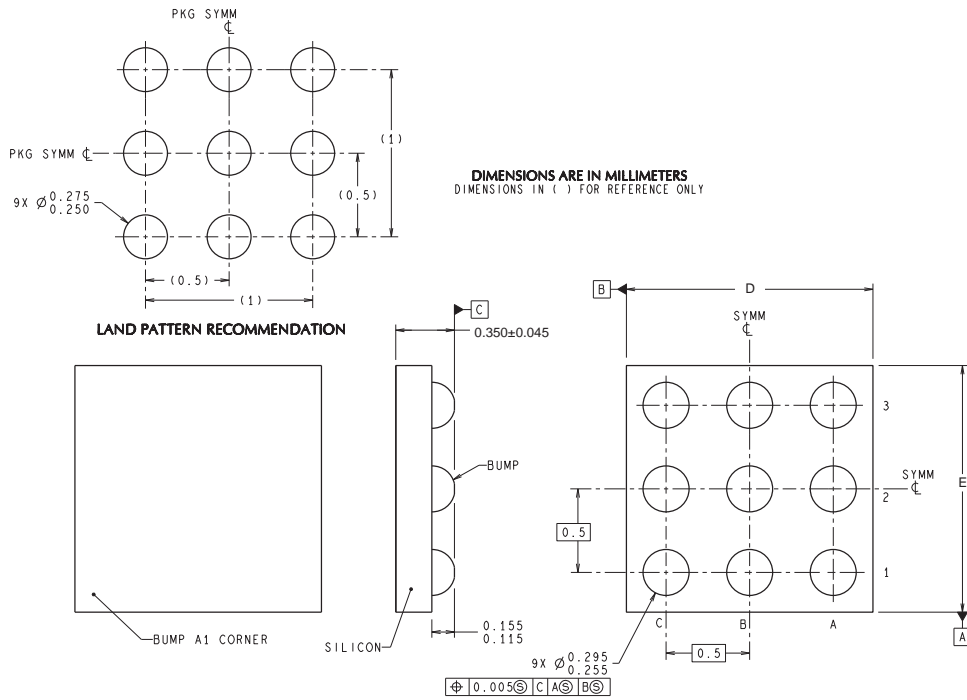 PKG SYMM
℄
(1)
PKG SYMM ℄
(0.5)
9X Ø 0.275
0.250
(0.5)
(1)
LAND PATTERN RECOMMENDATION
DIMENSIONS ARE IN MILLIMETERS
DIMENSIONS IN ( ) FOR REFERENCE ONLY
C
0.350±0.045
B
D
SYMM
℄
3
BUMP
SYMM
℄
E
2
0.5
1
BUMP A1 CORNER
SILICON
0.155
0.115
C
B
A
A
0.5
9X Ø 0.295
0.255
⌖ 0.005Ⓢ C AⓈ BⓈ